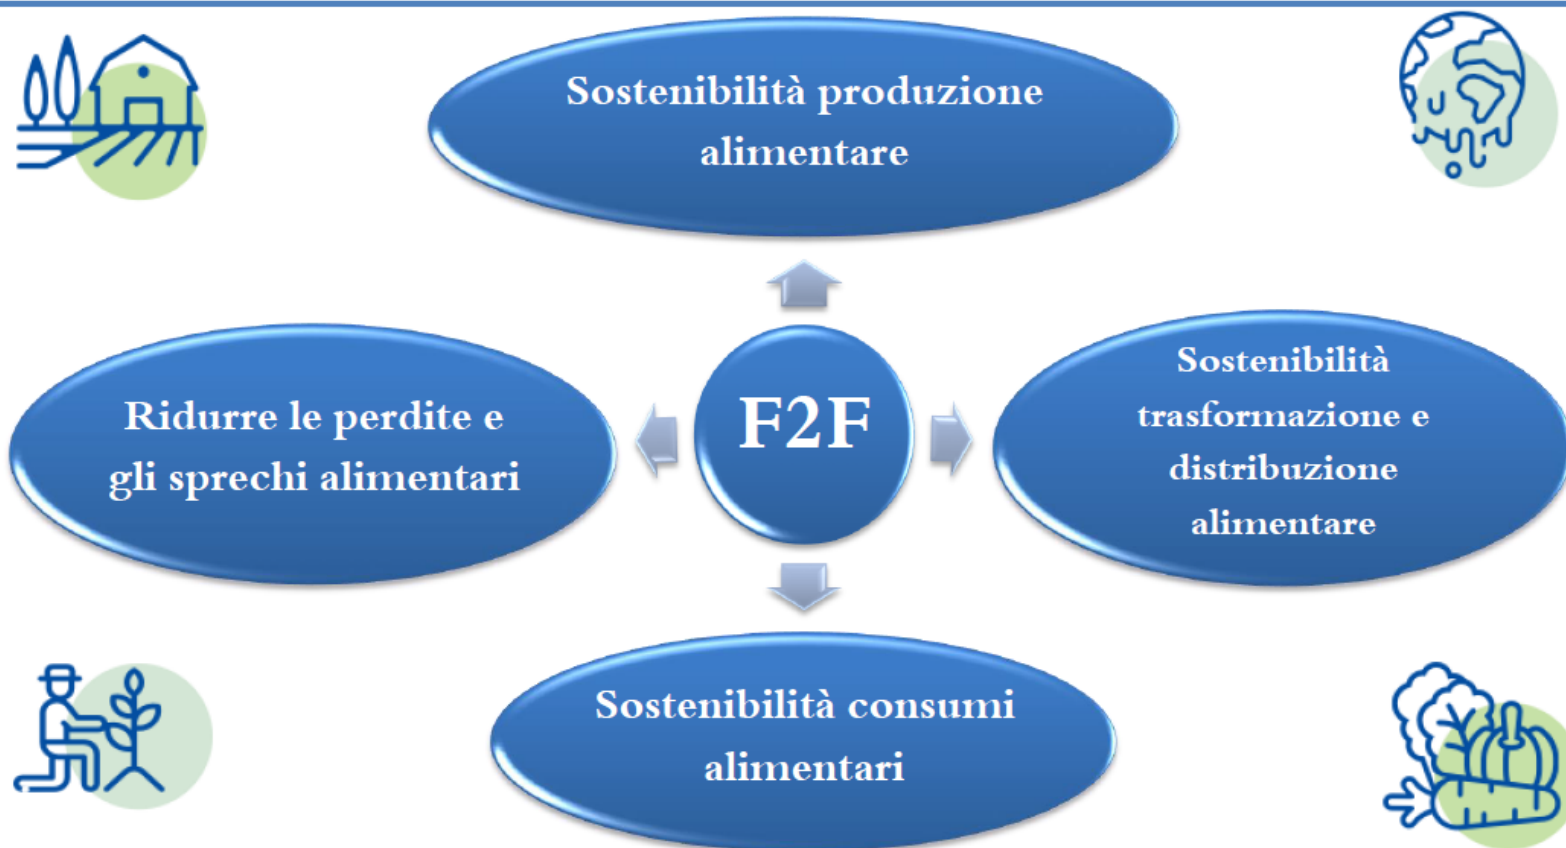 Sostenibilità produzione
alimentare
Ridurre le perdite e
gli sprechi alimentari
F2F
Sostenibilità
trasformazione e
distribuzione
alimentare
Sostenibilità consumi
alimentari